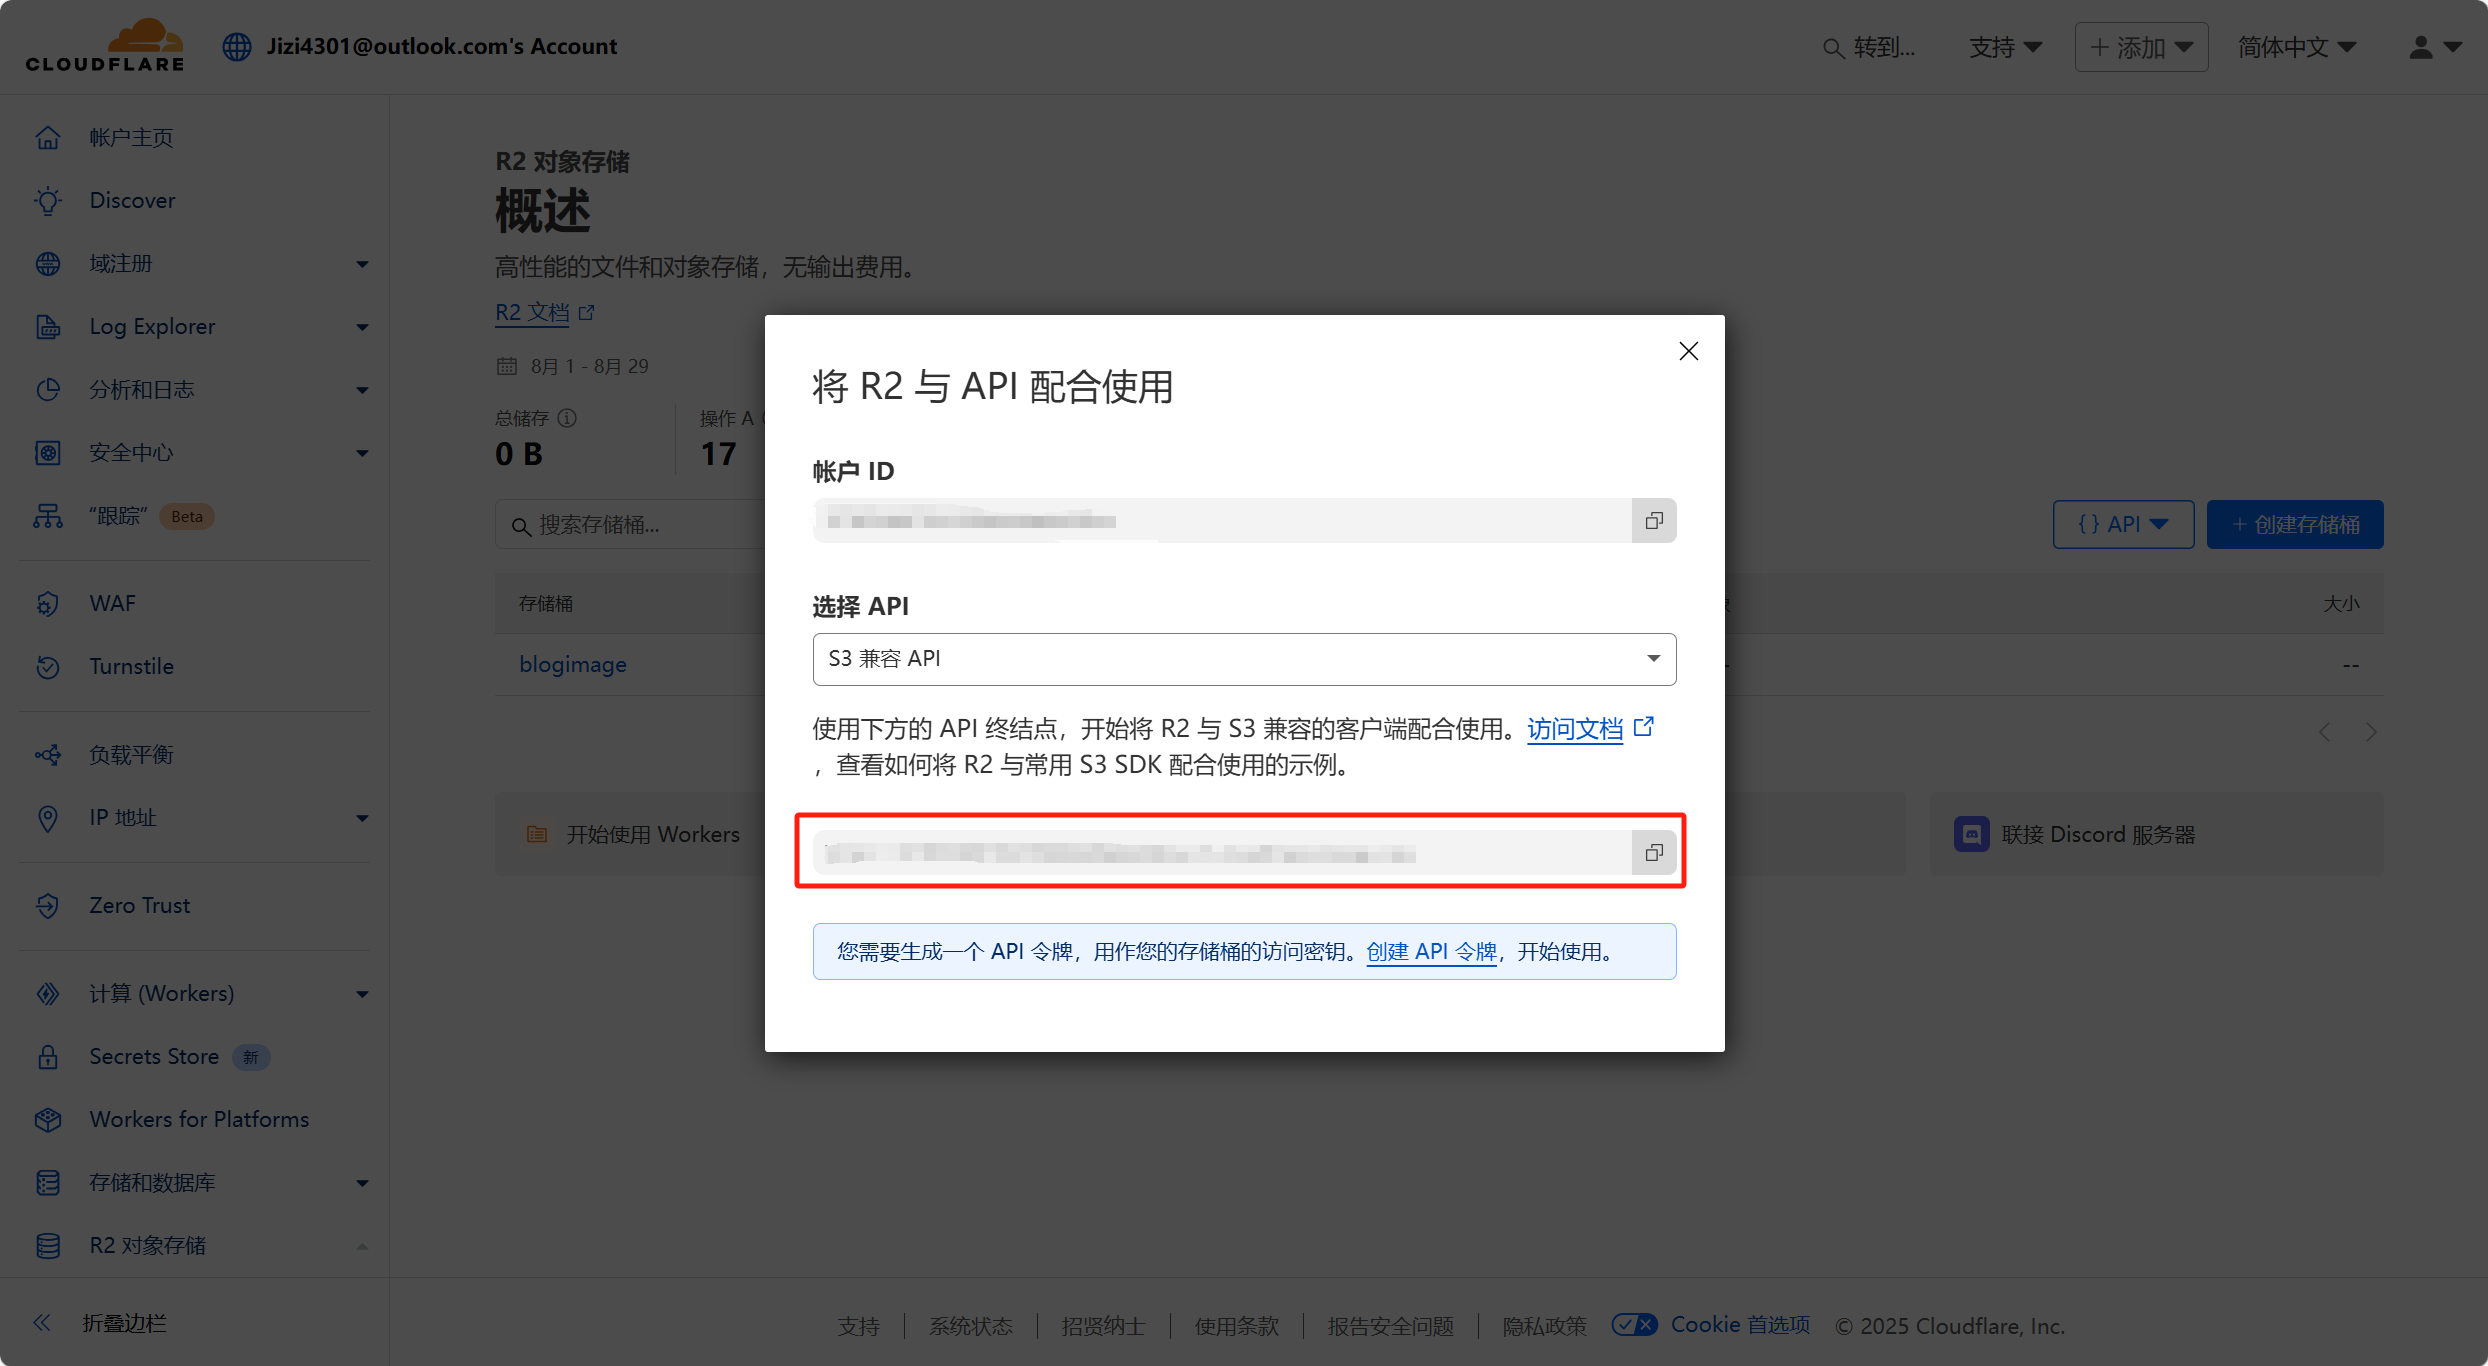 CLOUDFLARE
Jizi4301@outlook.com's Account
转到...
支持
添加
简体中文
帐户主页
Discover
域注册
Log Explorer
分析和日志
安全中心
“跟踪”
Beta
WAF
Turnstile
负载平衡
IP 地址
Zero Trust
计算 (Workers)
Secrets Store
新
Workers for Platforms
存储和数据库
R2 对象存储
折叠边栏
R2 对象存储
概述
高性能的文件和对象存储，无输出费用。
R2 文档
8月 1 - 8月 29
总储存
0 B
操作 A
17
搜索存储桶...
{ } API
+ 创建存储桶
存储桶
大小
blogimage
--
开始使用 Workers
联接 Discord 服务器
将 R2 与 API 配合使用
帐户 ID
选择 API
S3 兼容 API
使用下方的 API 终结点，开始将 R2 与 S3 兼容的客户端配合使用。访问文档
，查看如何将 R2 与常用 S3 SDK 配合使用的示例。
您需要生成一个 API 令牌，用作您的存储桶的访问密钥。创建 API 令牌，开始使用。
支持
系统状态
招贤纳士
使用条款
报告安全问题
隐私政策
Cookie 首选项
© 2025 Cloudflare, Inc.